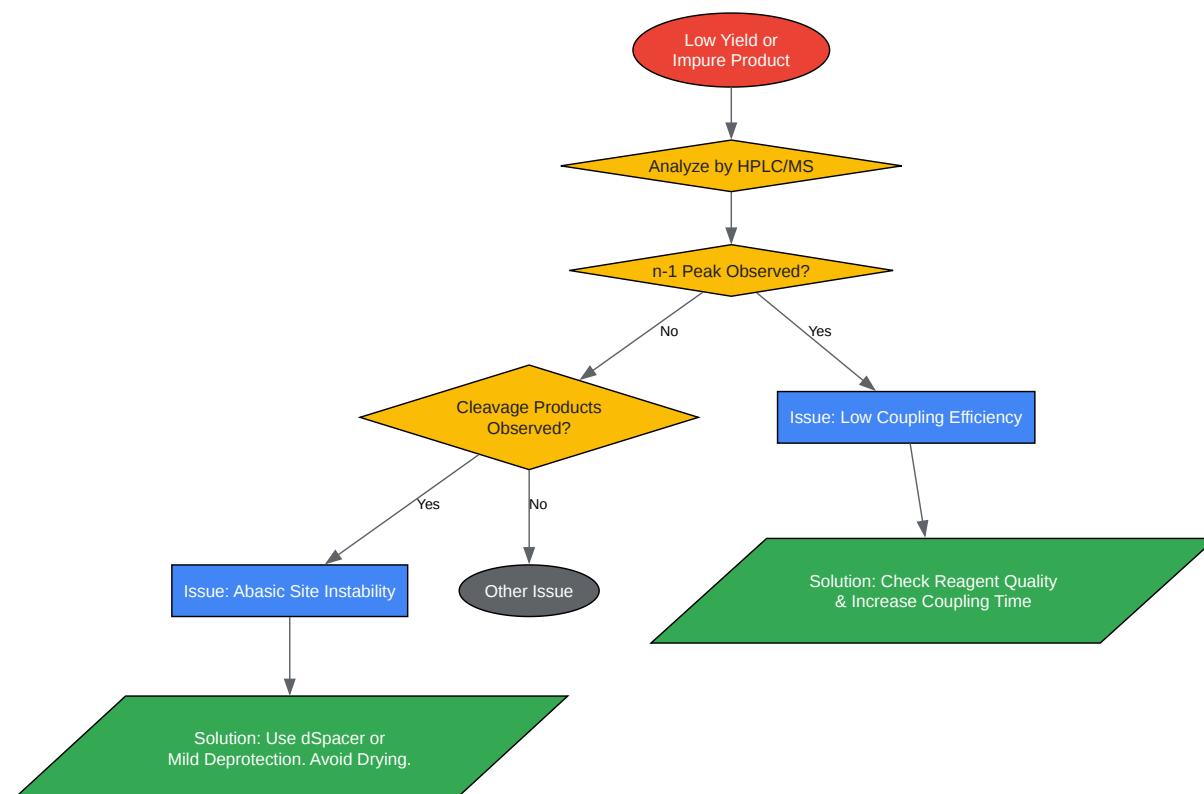 Low Yield or
Impure Product
Analyze by HPLC/MS
n-1 Peak Observed?
No
Yes
Cleavage Products
Observed?
Issue: Low Coupling Efficiency
Yes
No
Issue: Abasic Site Instability
Other Issue
Solution: Check Reagent Quality
& Increase Coupling Time
Solution: Use dSpacer or
Mild Deprotection. Avoid Drying.